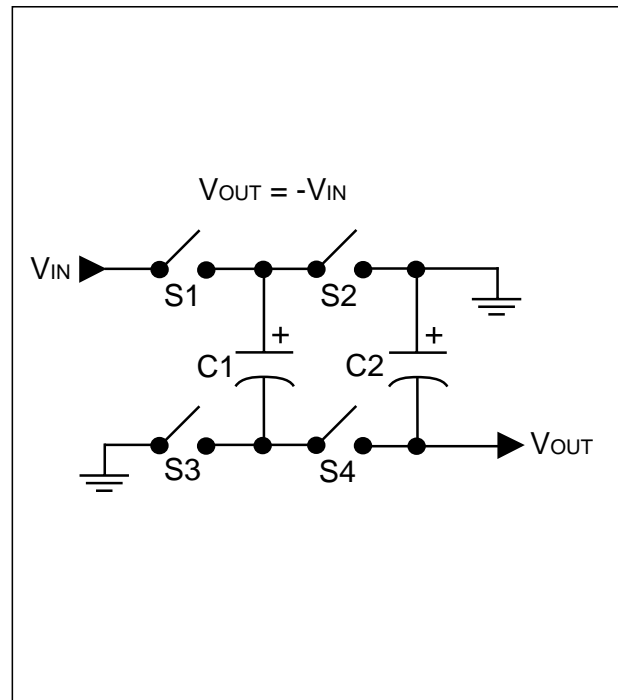 VOUT = -VIN
VIN
S1
S2
+
+
C1
C2
S3
S4
VOUT